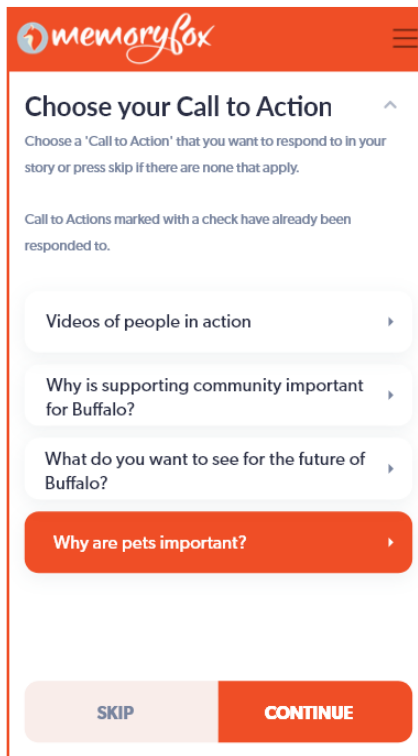 memoryfox
Choose your Call to Action
Choose a 'Call to Action' that you want to respond to in your
story or press skip if there are none that apply.
Call to Actions marked with a check have already been
responded to.
Videos of people in action
Why is supporting community important
for Buffalo?
What do you want to see for the future of
Buffalo?
Why are pets important?
SKIP
CONTINUE